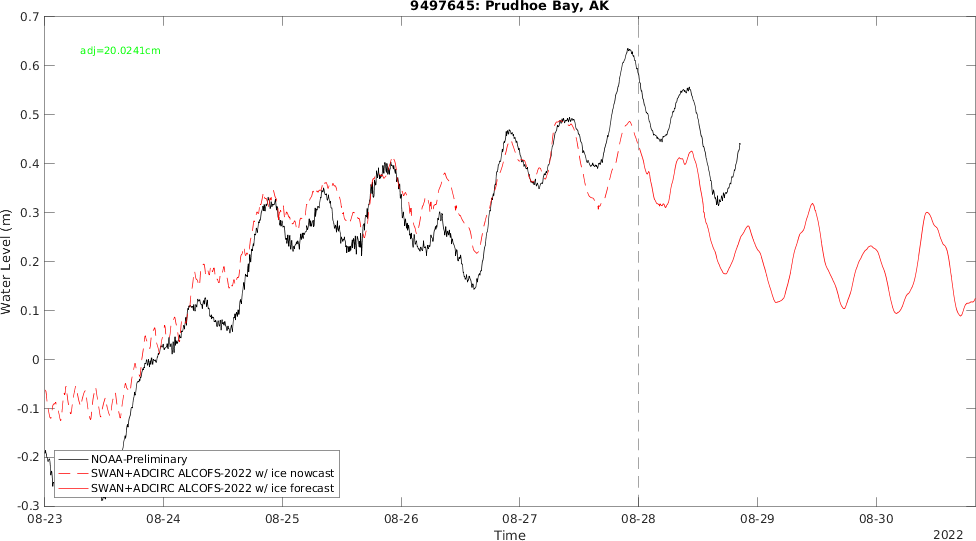 9497645: Prudhoe Bay, AK
adj=20.0241cm
0.7
0.6
0.5
0.4
0.3
0.2
0.1
0
-0.1
-0.2
-0.3
Water Level (m)
NOAA-Preliminary
SWAN+ADCIRC ALCOFS-2022 w/ ice nowcast
SWAN+ADCIRC ALCOFS-2022 w/ ice forecast
08-23 08-24 08-25 08-26 08-27 08-28 08-29 08-30
Time
2022